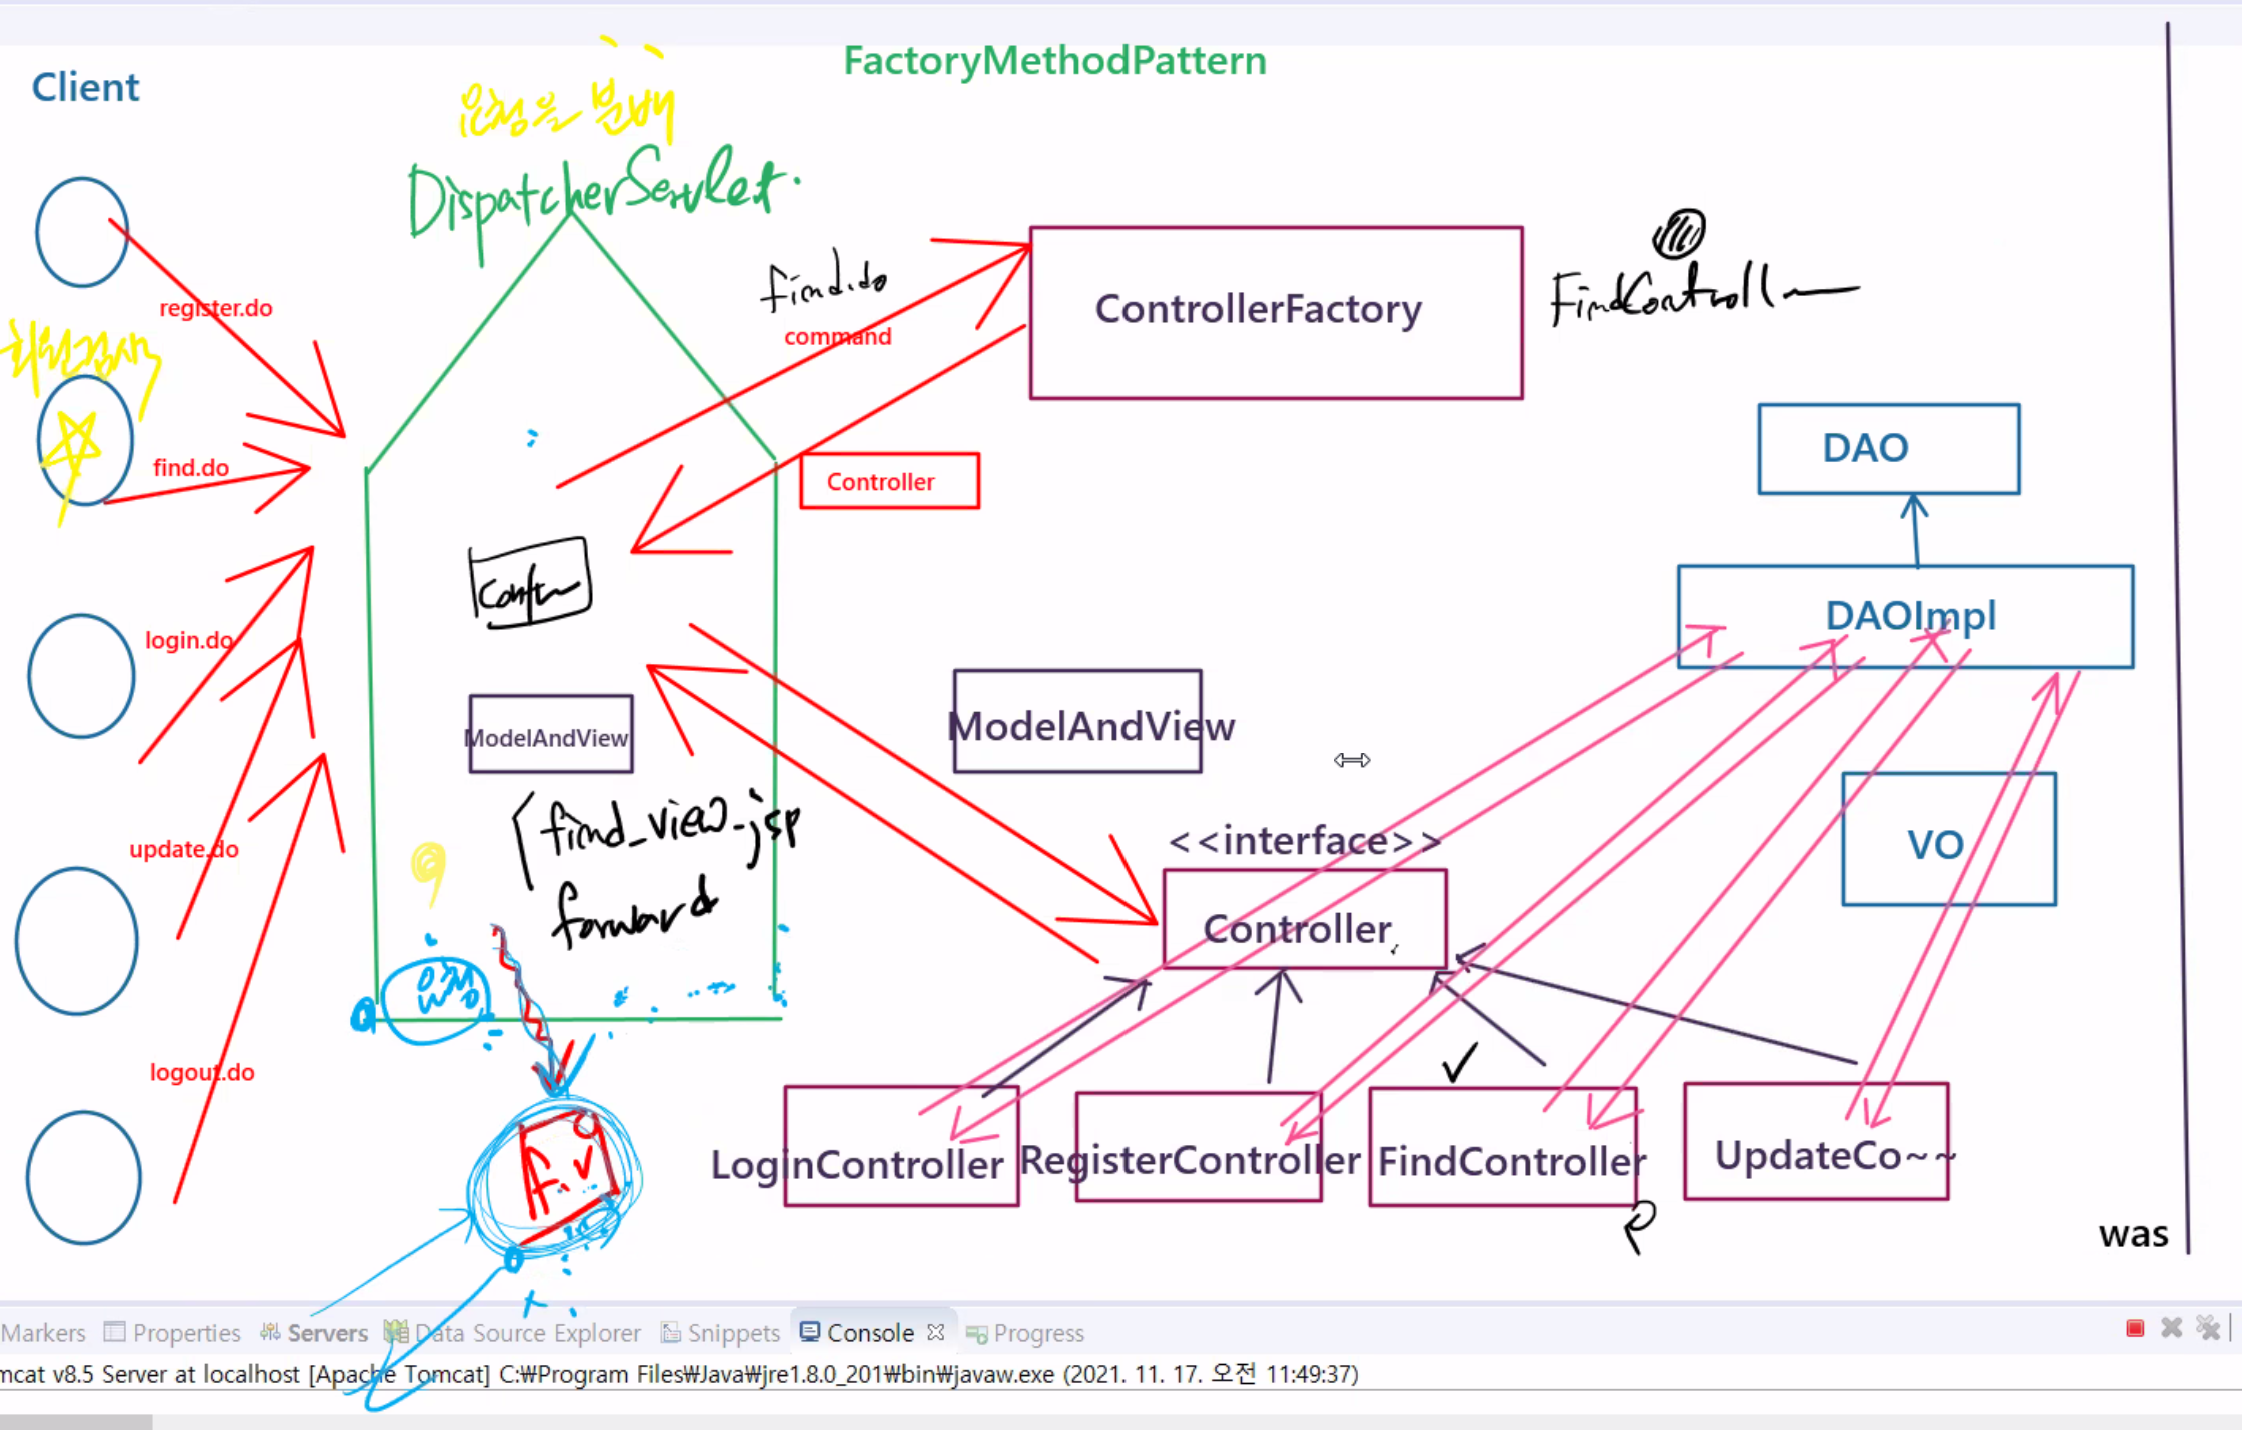 FactoryMethodPattern
Client
요청을 분배
DispatcherServlet.
register.do
find.do
command
ControllerFactory
FindController
회원검색
find.do
Controller
DAO
login.do
DAOImpl
ModelAndView
ModelAndView
find_view.jsp
forward
<<interface>>
Controller
VO
update.do
요청
logout.do
f.v
LoginController
RegisterController
FindController
UpdateCo~~
was
Markers
Properties
Servers
Data Source Explorer
Snippets
Console
Progress
mcat v8.5 Server at localhost [Apache Tomcat] C:₩Program Files₩Java₩jre1.8.0_201₩bin₩javaw.exe (2021. 11. 17. 오전 11:49:37)